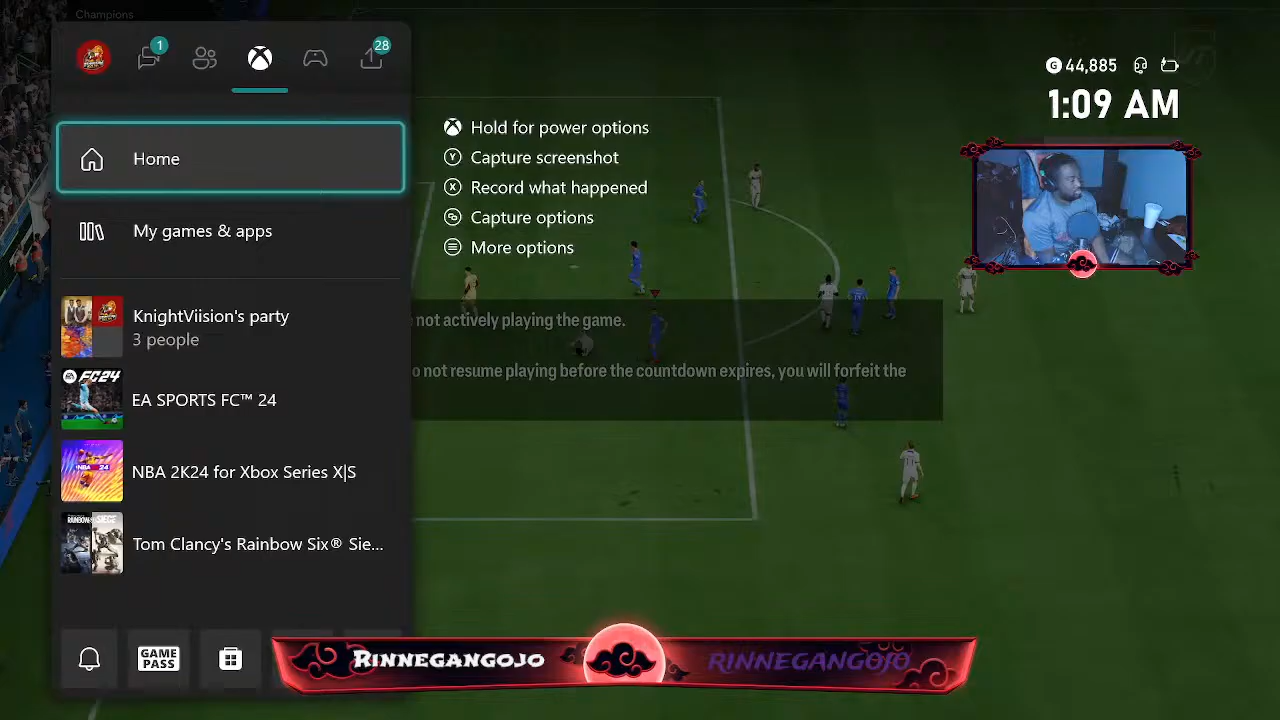 Champions
1
28
G 44,885
1:09 AM
Home
My games & apps
KnightViision's party
3 people
EA SPORTS FC™ 24
NBA 2K24 for Xbox Series X|S
Tom Clancy's Rainbow Six® Sie...
Hold for power options
Y Capture screenshot
X Record what happened
Capture options
More options
not actively playing the game.
o not resume playing before the countdown expires, you will forfeit the
FC24
GAME
PASS
RINNEGANGOJO
RINNEGANGOJO